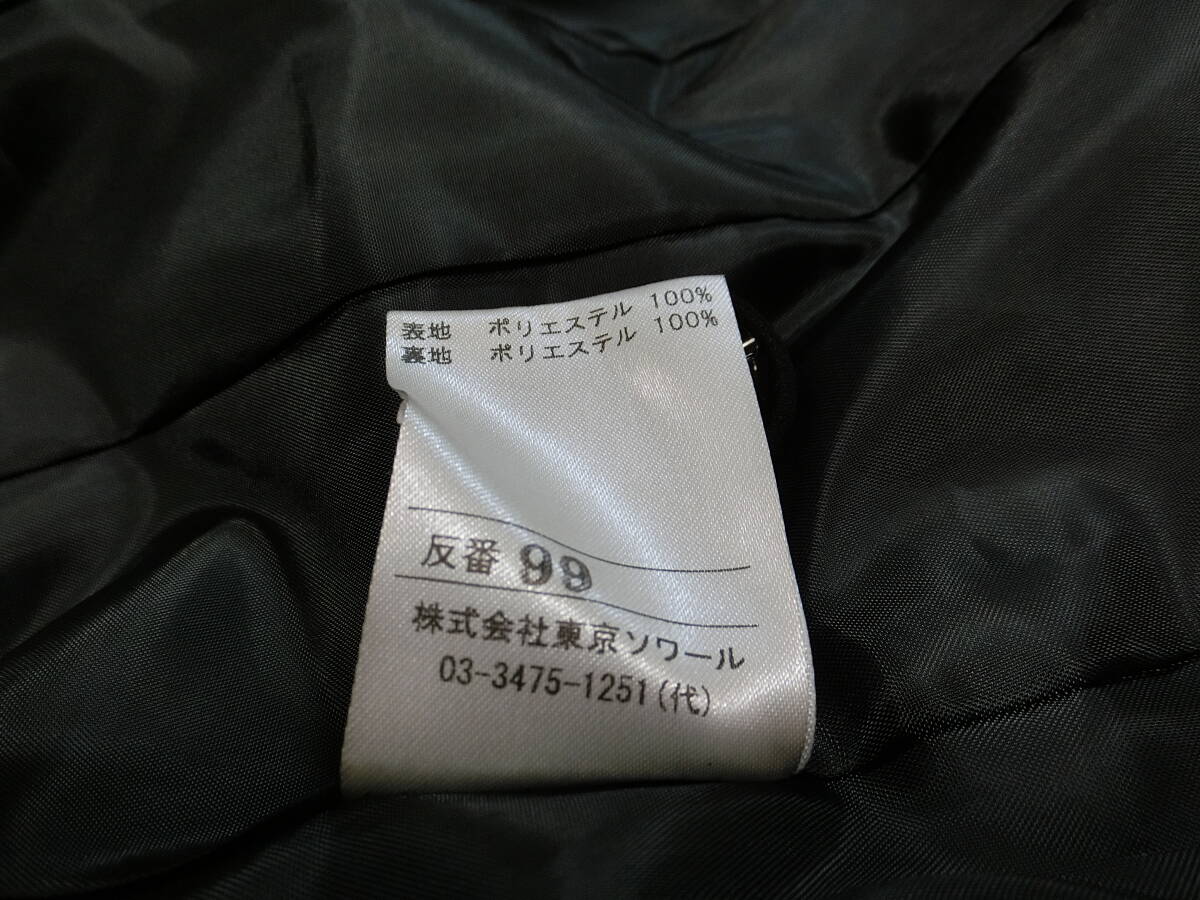 表地 ポリエステル 100%
裏地 ポリエステル 100%
反番 99
株式会社東京ソワール
03-3475-1251(代)